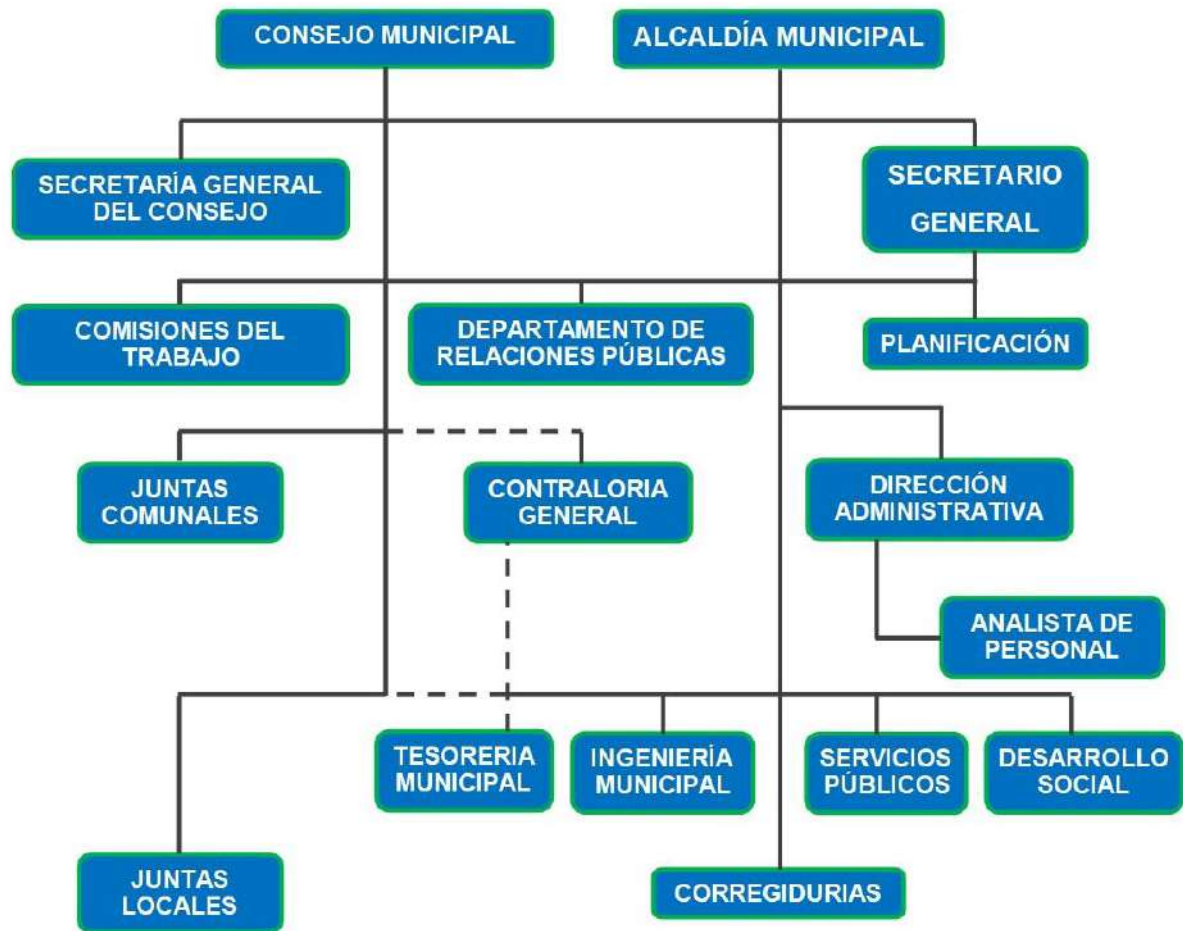 CONSEJO MUNICIPAL
ALCALDÍA MUNICIPAL
SECRETARÍA GENERAL
DEL CONSEJO
SECRETARIO
GENERAL
COMISIONES DEL
TRABAJO
DEPARTAMENTO DE
RELACIONES PÚBLICAS
PLANIFICACIÓN
JUNTAS
COMUNALES
CONTRALORIA
GENERAL
DIRECCIÓN
ADMINISTRATIVA
ANALISTA DE
PERSONAL
TESORERIA
MUNICIPAL
INGENIERÍA
MUNICIPAL
SERVICIOS
PÚBLICOS
DESARROLLO
SOCIAL
JUNTAS
LOCALES
CORREGIDURIAS